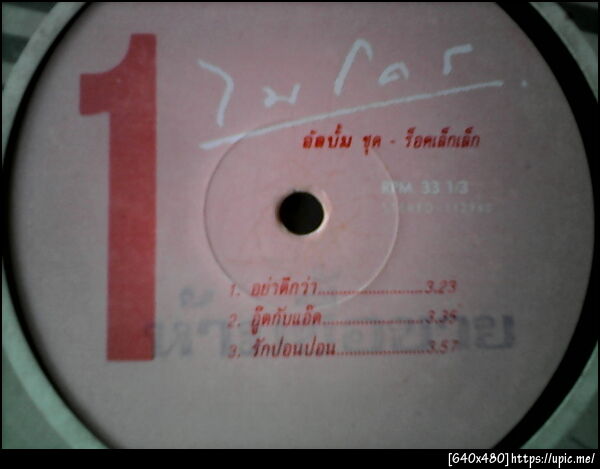 1
ไมโคร
อัลบั้ม ชุด - ร็อคเล็กเล็ก
RPM 33 1/3
STEREO
1. อย่าดีกว่า..........................3.23
2. อู๊ดกับแอ๊ด.........................3.35
3. รักปอนปอน......................3.57
[640x480]https://upic.me/